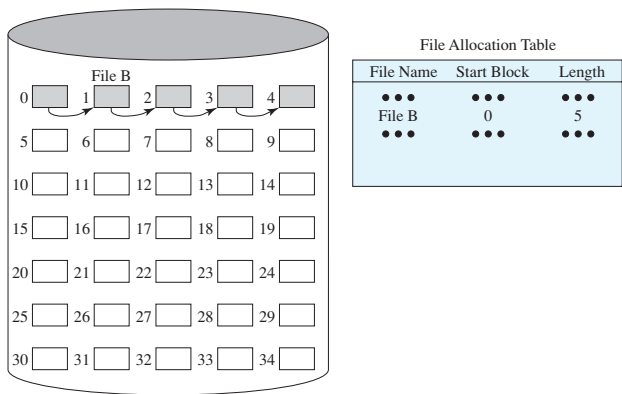 File B
0 1 2 3 4
5 6 7 8 9
10 11 12 13 14
15 16 17 18 19
20 21 22 23 24
25 26 27 28 29
30 31 32 33 34
File Allocation Table
File Name Start Block Length
••• ••• •••
File B 0 5
••• ••• •••